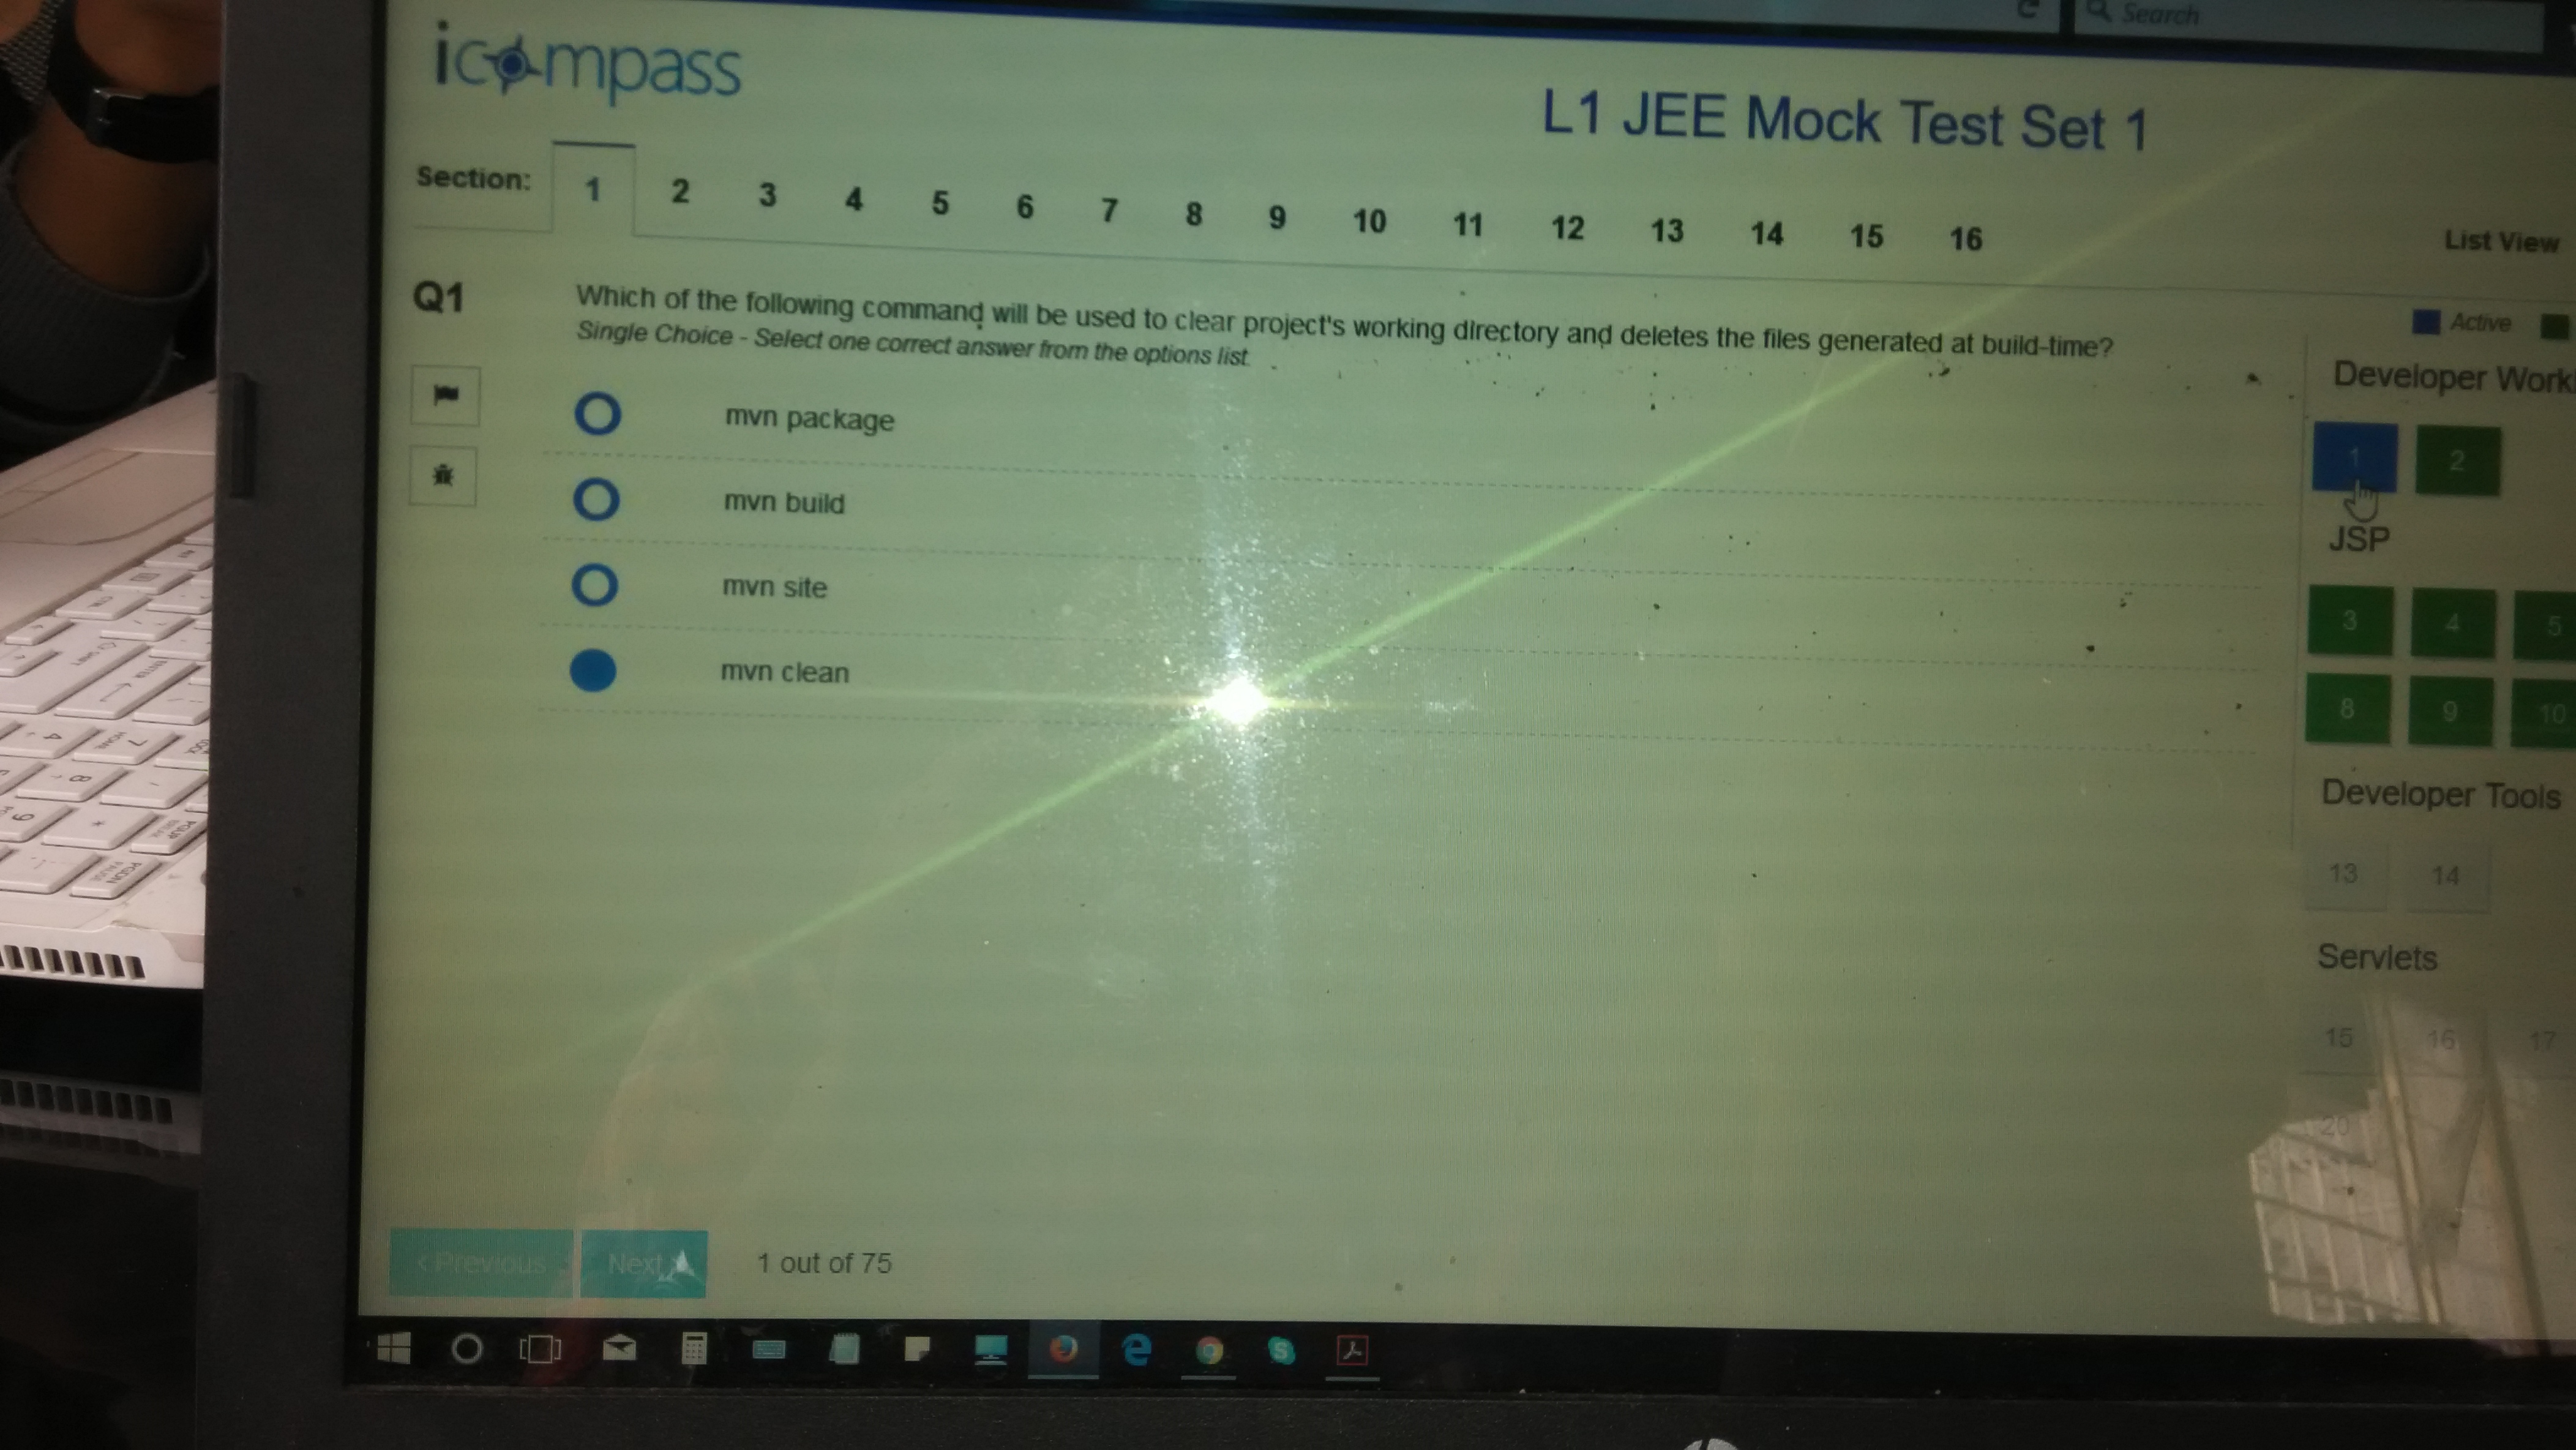 Search
icompass
L1 JEE Mock Test Set 1
Section: 1 2 3 4 5 6 7 8 9 10 11 12 13 14 15 16
List View
Q1
Which of the following command will be used to clear project's working directory and deletes the files generated at build-time?
Single Choice - Select one correct answer from the options list.
Active
mvn package
mvn build
mvn site
mvn clean
Developer Work
1 2
JSP
3 4 5
8 9 10
Developer Tools
13 14
Servlets
15 16 17
20
< Previous
Next
1 out of 75